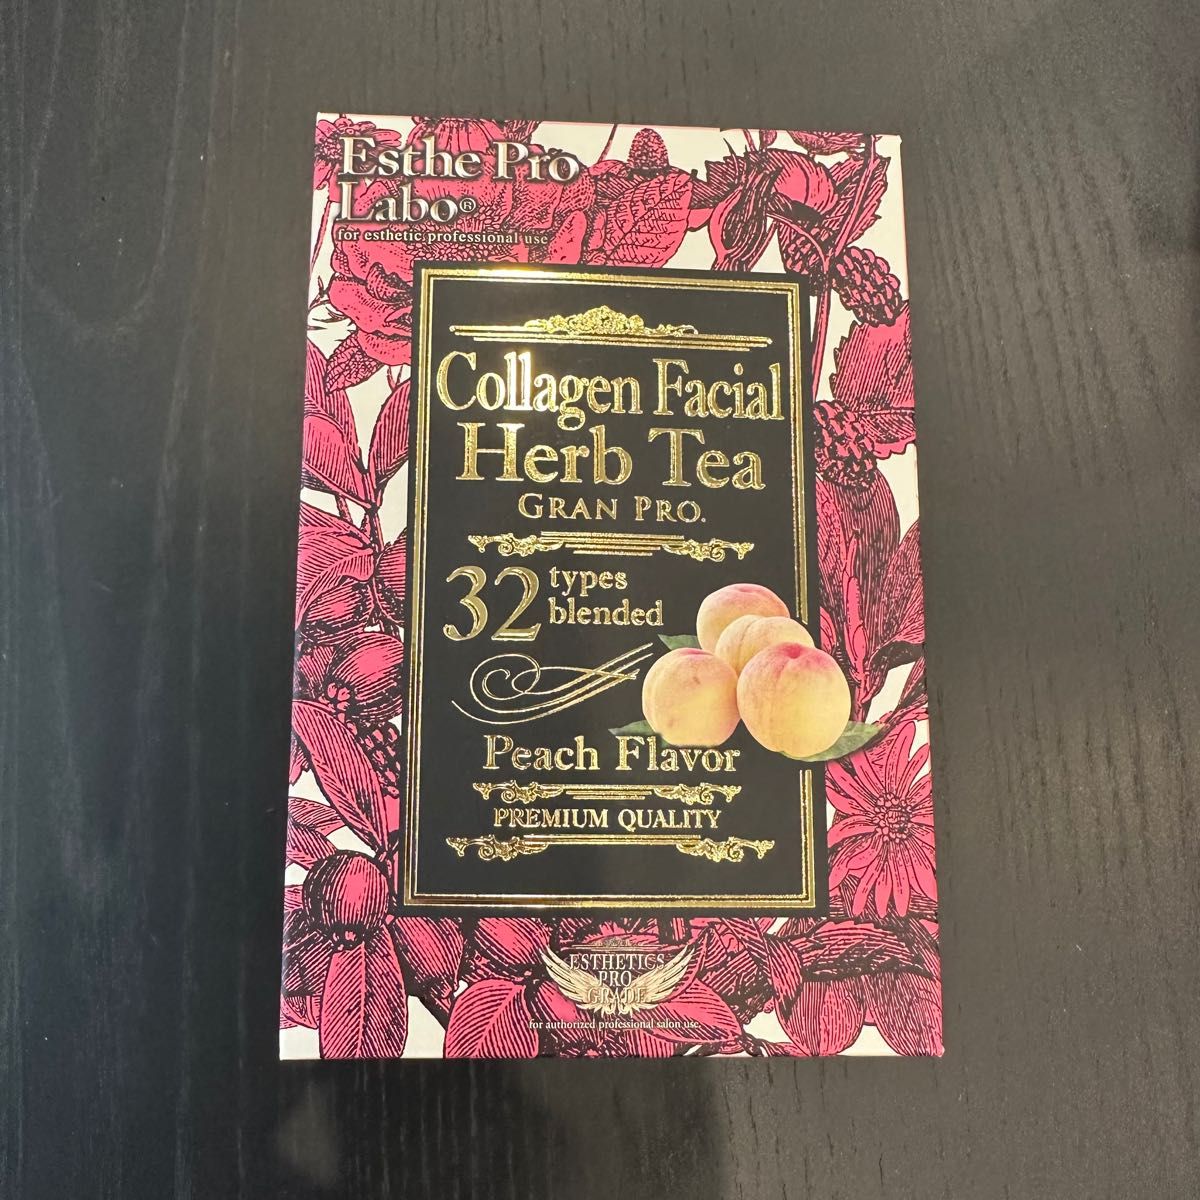 Esthe Pro
Labo®
for esthetic professional use
Collagen Facial
Herb Tea
GRAN PRO.
32 types
blended
Peach Flavor
PREMIUM QUALITY
ESTHETICS
PRO
GRADE
for authorized professional salon use.